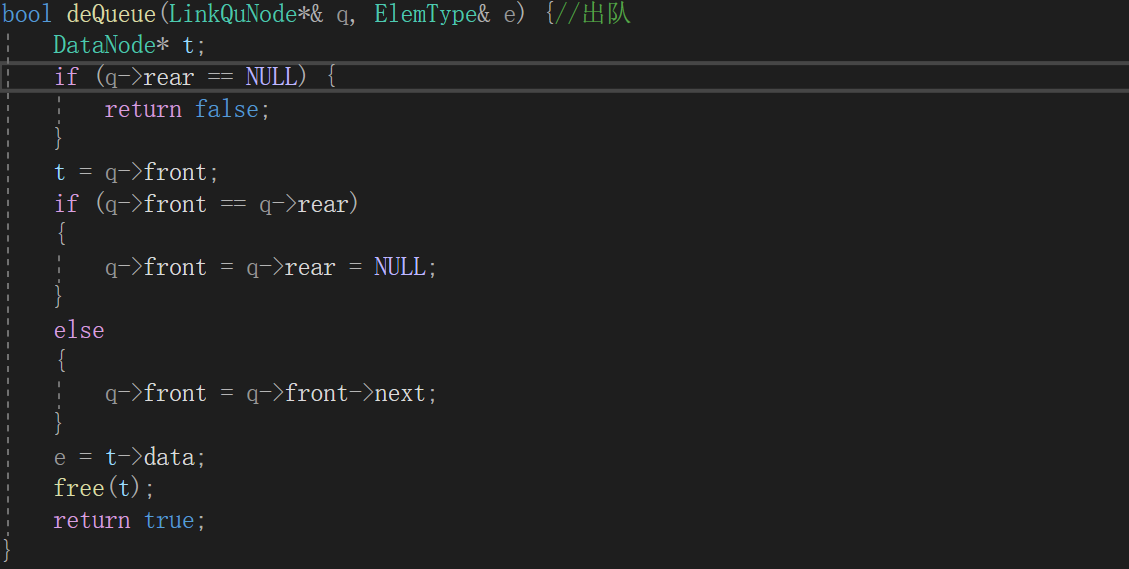 bool deQueue(LinkQuNode*& q, ElemType& e) {//出队
    DataNode* t;
    if (q->rear == NULL) {
        return false;
    }
    t = q->front;
    if (q->front == q->rear)
    {
        q->front = q->rear = NULL;
    }
    else
    {
        q->front = q->front->next;
    }
    e = t->data;
    free(t);
    return true;
}